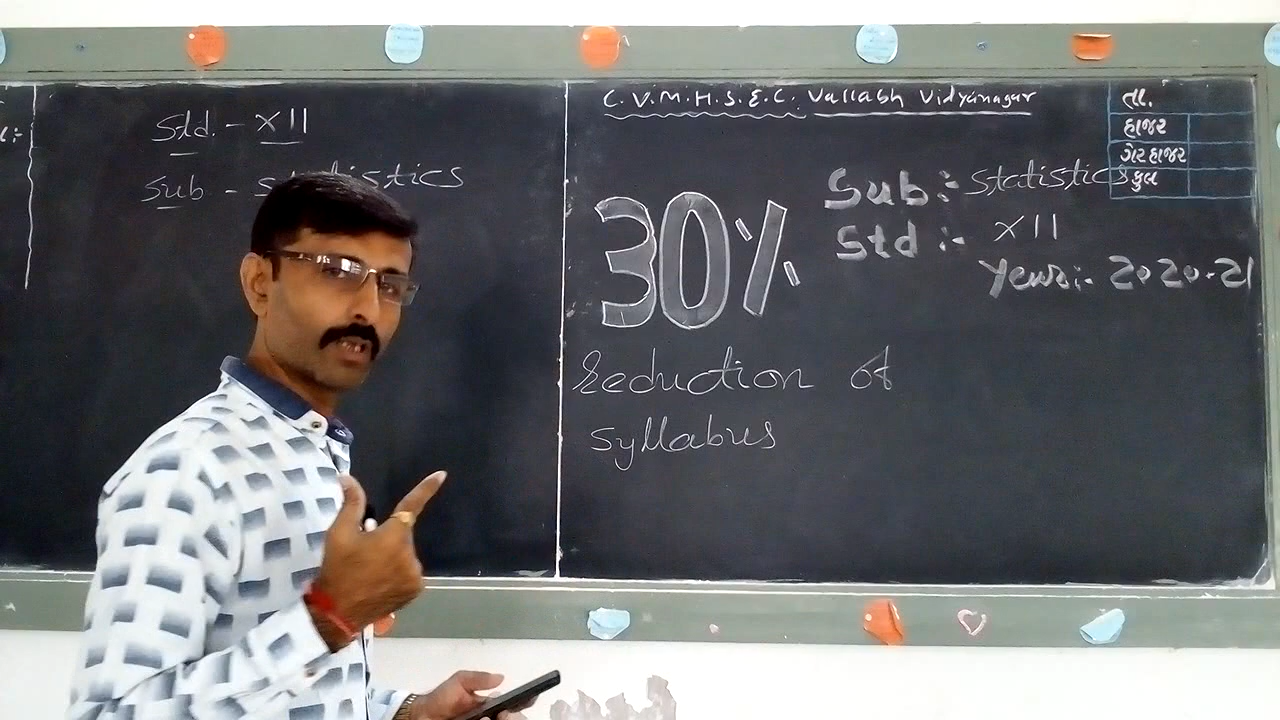 Std. - XII
Sub - Statistics
C.V.M.H.S.E.C. Vallabh Vidyanagar
30%
Reduction of
Syllabus
Sub :- Statistics
Std :- XII
Year:- 2020-21
તા.
હાજર
ગેરહાજર
કુલ